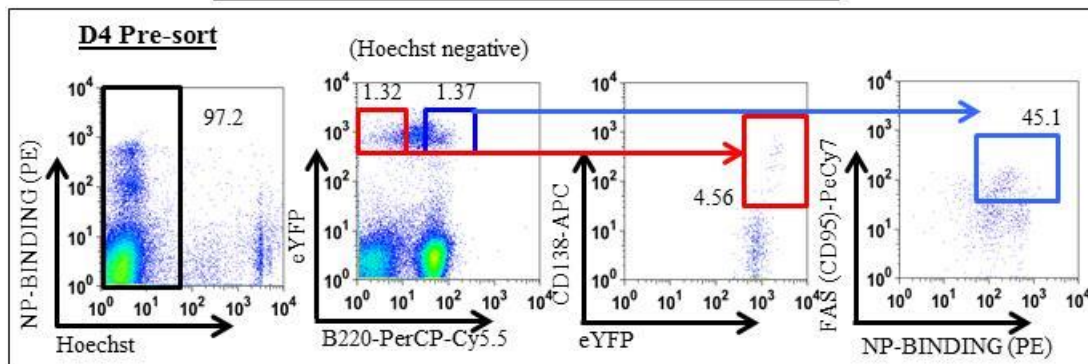 D4 Pre-sort
(Hoechst negative)
NP-BINDING (PE)
10⁴
10³
10²
10¹
10⁰
97.2
10⁰ 10¹ 10² 10³ 10⁴
Hoechst
eYFP
10⁴
10³
10²
10¹
10⁰
1.32
1.37
10⁰ 10¹ 10² 10³ 10⁴
B220-PerCP-Cy5.5
CD138-APC
10⁴
10³
10²
10¹
10⁰
4.56
10⁰ 10¹ 10² 10³ 10⁴
eYFP
FAS (CD95)-PeCy7
10⁴
10³
10²
10¹
10⁰
45.1
10⁰ 10¹ 10² 10³ 10⁴
NP-BINDING (PE)